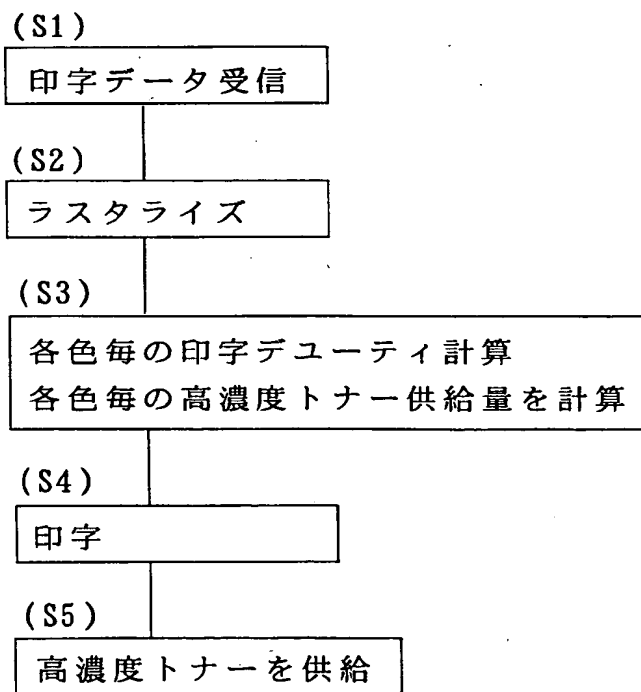 (S1)
印字データ受信
(S2)
ラスタライズ
(S3)
各色毎の印字デューティ計算
各色毎の高濃度トナー供給量を計算
(S4)
印字
(S5)
高濃度トナーを供給